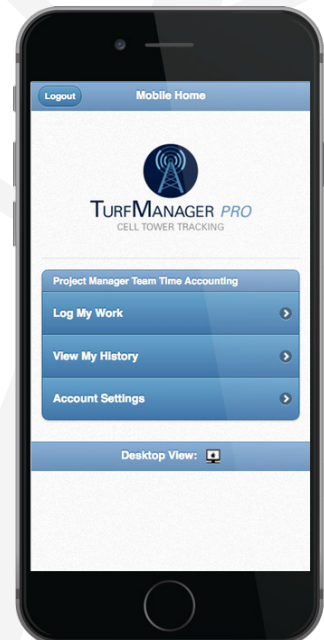 Logout
Mobile Home
TURFMANAGER PRO
CELL TOWER TRACKING
Project Manager Team Time Accounting
Log My Work
View My History
Account Settings
Desktop View: